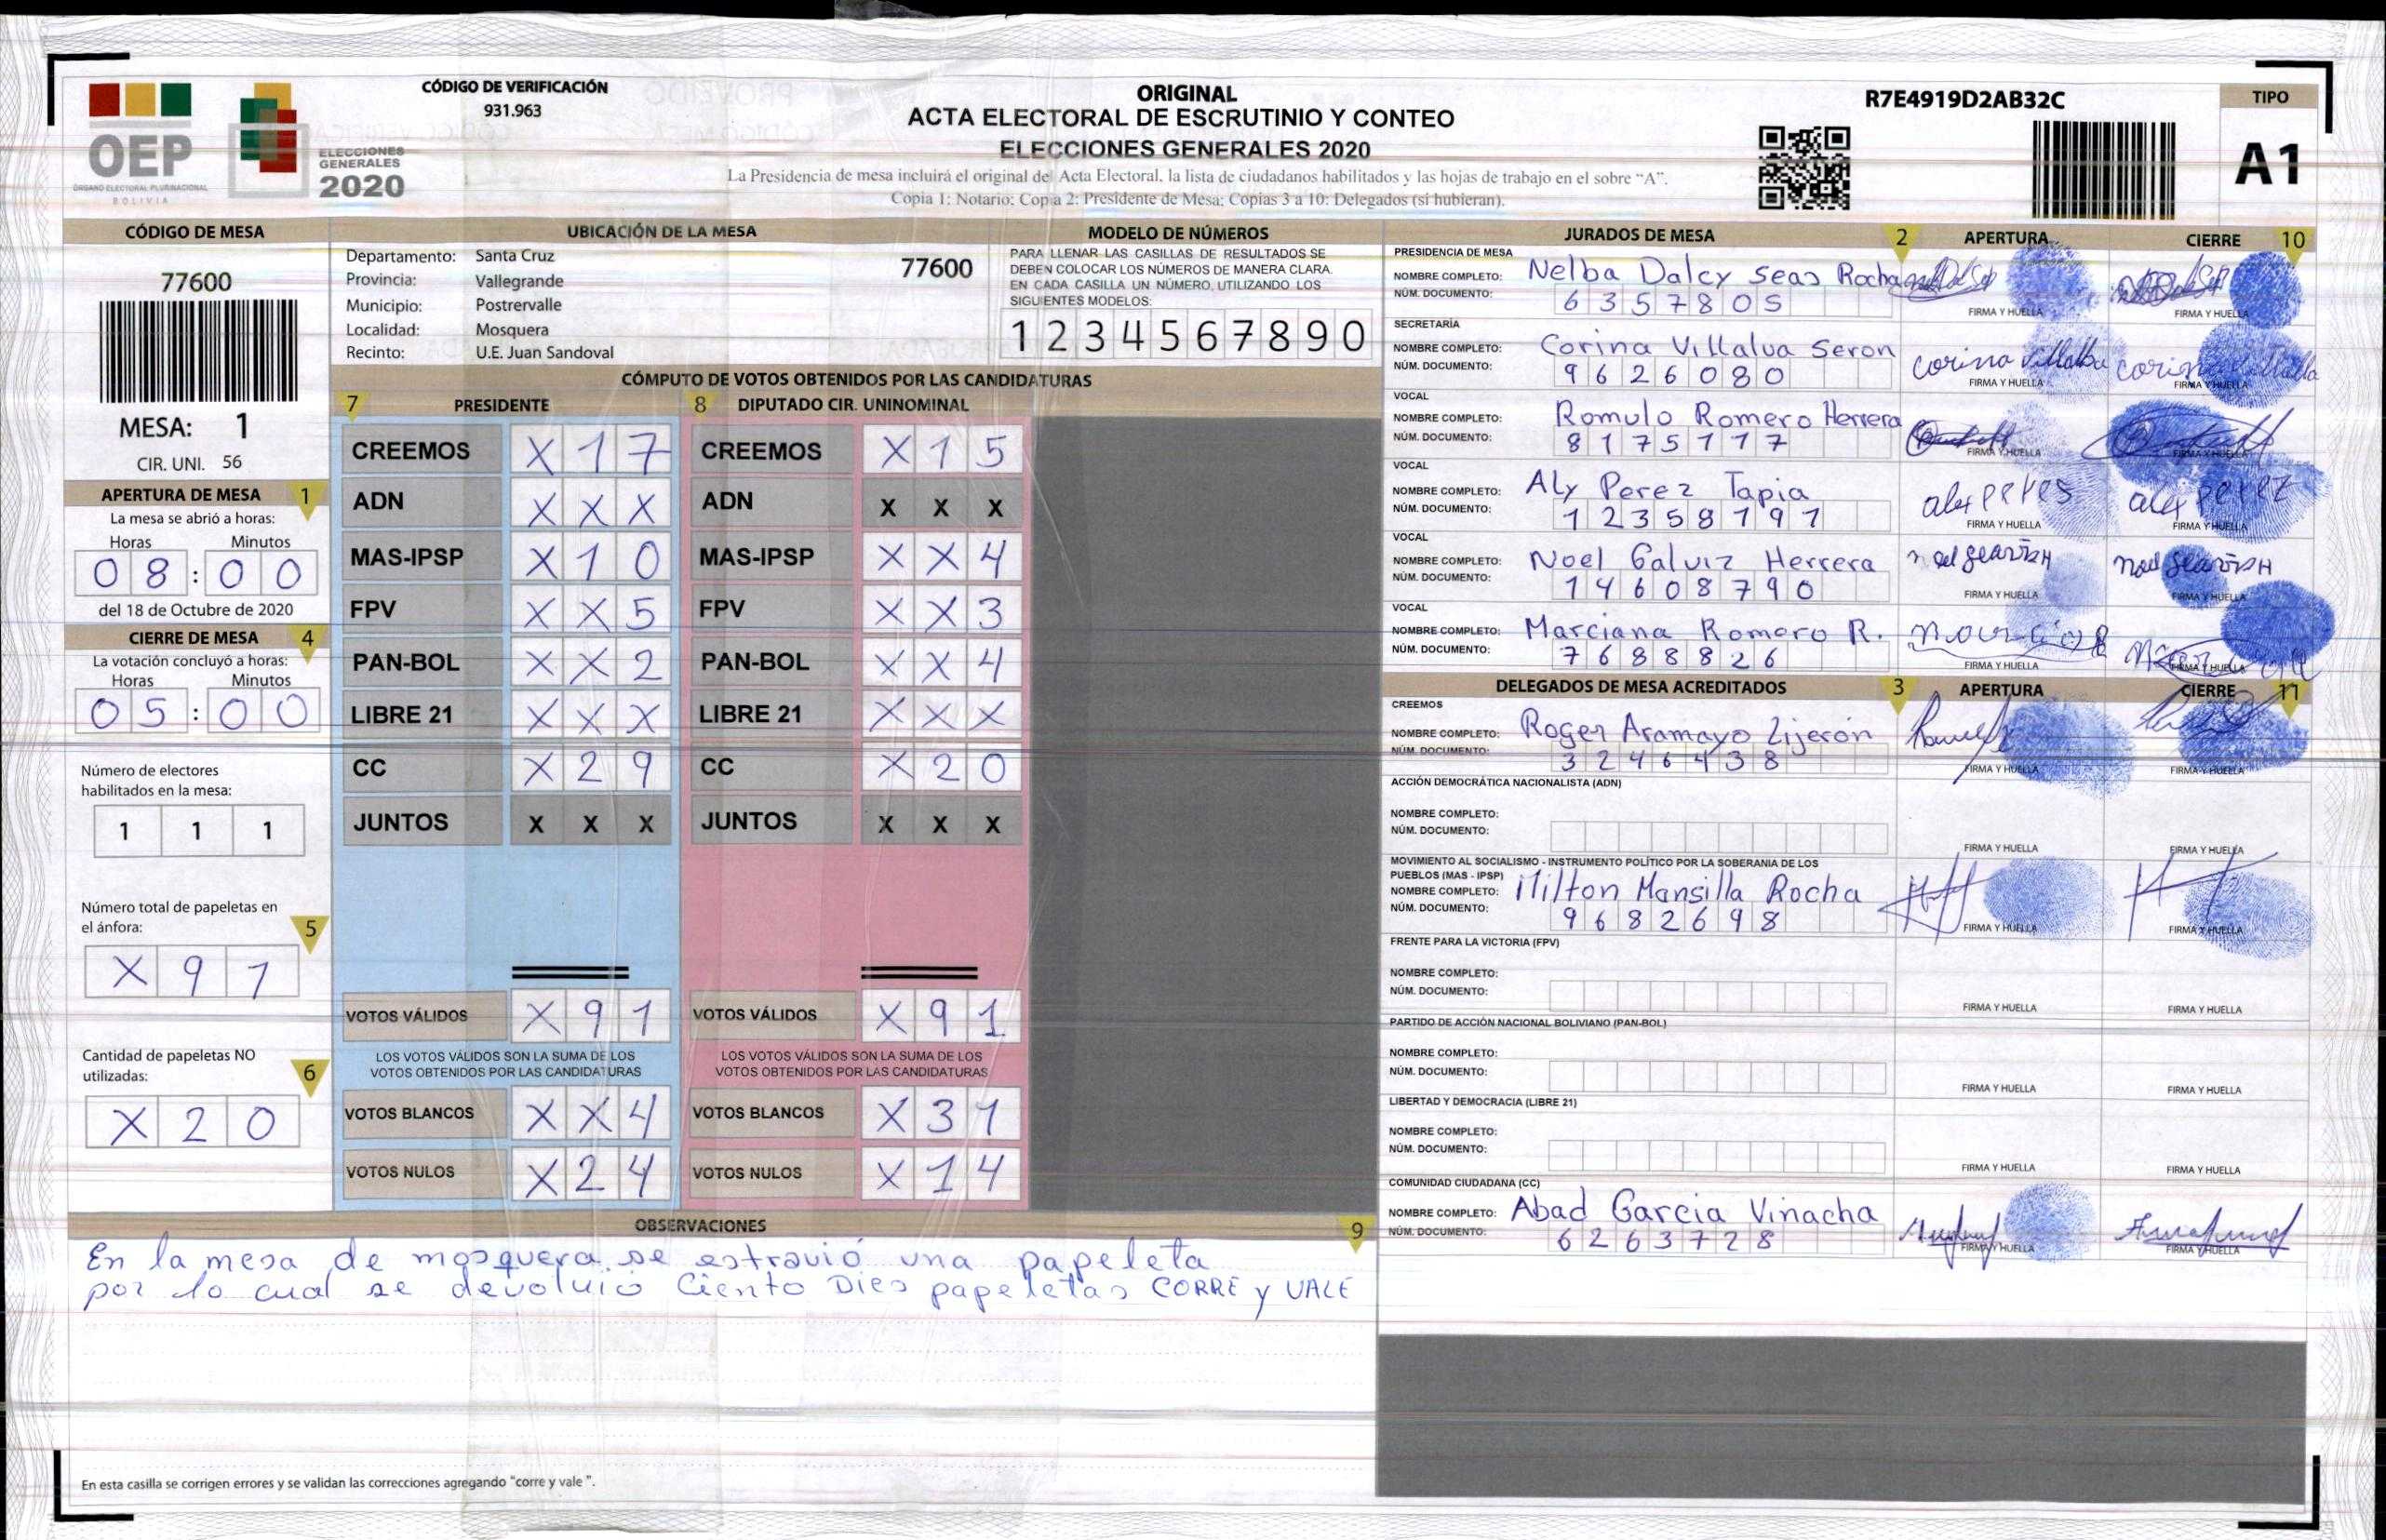 CÓDIGO DE VERIFICACIÓN
931.963
OEP
ÓRGANO ELECTORAL PLURINACIONAL
BOLIVIA
ELECCIONES
GENERALES
2020
ORIGINAL
ACTA ELECTORAL DE ESCRUTINIO Y CONTEO
ELECCIONES GENERALES 2020
La Presidencia de mesa incluirá el original del Acta Electoral, la lista de ciudadanos habilitados y las hojas de trabajo en el sobre “A”.
Copia 1: Notario; Copia 2: Presidente de Mesa; Copias 3 a 10: Delegados (si hubieran).
R7E4919D2AB32C
TIPO
A1
CÓDIGO DE MESA
77600
MESA: 1
CIR. UNI. 56
APERTURA DE MESA 1
La mesa se abrió a horas:
Horas Minutos
0 8 : 0 0
del 18 de Octubre de 2020
CIERRE DE MESA 4
La votación concluyó a horas:
Horas Minutos
0 5 : 0 0
Número de electores
habilitados en la mesa:
1 1 1
Número total de papeletas en
el ánfora: 5
X 9 1
Cantidad de papeletas NO
utilizadas: 6
X 2 0
UBICACIÓN DE LA MESA
Departamento: Santa Cruz 77600
Provincia: Vallegrande
Municipio: Postrervalle
Localidad: Mosquera
Recinto: U.E. Juan Sandoval
MODELO DE NÚMEROS
PARA LLENAR LAS CASILLAS DE RESULTADOS SE
DEBEN COLOCAR LOS NÚMEROS DE MANERA CLARA.
EN CADA CASILLA UN NÚMERO, UTILIZANDO LOS
SIGUIENTES MODELOS:
1 2 3 4 5 6 7 8 9 0
CÓMPUTO DE VOTOS OBTENIDOS POR LAS CANDIDATURAS
7 PRESIDENTE 8 DIPUTADO CIR. UNINOMINAL
CREEMOS X 1 7 CREEMOS X 1 5
ADN X X X ADN X X X
MAS-IPSP X 1 0 MAS-IPSP X X 4
FPV X X 5 FPV X X 3
PAN-BOL X X 2 PAN-BOL X X 4
LIBRE 21 X X X LIBRE 21 X X X
CC X 2 9 CC X 2 0
JUNTOS X X X JUNTOS X X X
VOTOS VÁLIDOS X 9 1 VOTOS VÁLIDOS X 9 1
LOS VOTOS VÁLIDOS SON LA SUMA DE LOS LOS VOTOS VÁLIDOS SON LA SUMA DE LOS
VOTOS OBTENIDOS POR LAS CANDIDATURAS VOTOS OBTENIDOS POR LAS CANDIDATURAS
VOTOS BLANCOS X X 4 VOTOS BLANCOS X 3 1
VOTOS NULOS X 2 4 VOTOS NULOS X 1 4
OBSERVACIONES 9
En la mesa de mosquera se estravió una papeleta
por lo cual se devoluio Ciento Dies papeletas CORRE y VALE
En esta casilla se corrigen errores y se validan las correcciones agregando "corre y vale ".
JURADOS DE MESA 2 APERTURA CIERRE 10
PRESIDENCIA DE MESA
NOMBRE COMPLETO: Nelba Dalcy Seas Rocha
NÚM. DOCUMENTO: 6 3 5 7 8 0 5
FIRMA Y HUELLA FIRMA Y HUELLA
SECRETARÍA
NOMBRE COMPLETO: Corina Villalva Seron
NÚM. DOCUMENTO: 9 6 2 6 0 8 0
corina Villalba
FIRMA Y HUELLA FIRMA Y HUELLA
VOCAL
NOMBRE COMPLETO: Romulo Romero Herrera
NÚM. DOCUMENTO: 8 1 7 5 1 1 7
FIRMA Y HUELLA FIRMA Y HUELLA
VOCAL
NOMBRE COMPLETO: Aly Perez Tapia
NÚM. DOCUMENTO: 1 2 3 5 8 1 9 1
FIRMA Y HUELLA FIRMA Y HUELLA
VOCAL
NOMBRE COMPLETO: Noel Galviz Herrera
NÚM. DOCUMENTO: 1 4 6 0 8 7 9 0
FIRMA Y HUELLA FIRMA Y HUELLA
VOCAL
NOMBRE COMPLETO: Marciana Romero R.
NÚM. DOCUMENTO: 7 6 8 8 8 2 6
FIRMA Y HUELLA FIRMA Y HUELLA
DELEGADOS DE MESA ACREDITADOS 3 APERTURA CIERRE 11
CREEMOS
NOMBRE COMPLETO: Roger Aramayo Lijerón
NÚM. DOCUMENTO: 3 2 4 6 4 3 8
FIRMA Y HUELLA FIRMA Y HUELLA
ACCIÓN DEMOCRÁTICA NACIONALISTA (ADN)
NOMBRE COMPLETO:
NÚM. DOCUMENTO:
FIRMA Y HUELLA FIRMA Y HUELLA
MOVIMIENTO AL SOCIALISMO - INSTRUMENTO POLÍTICO POR LA SOBERANIA DE LOS
PUEBLOS (MAS - IPSP)
NOMBRE COMPLETO: Milton Mansilla Rocha
NÚM. DOCUMENTO: 9 6 8 2 6 9 8
FIRMA Y HUELLA FIRMA Y HUELLA
FRENTE PARA LA VICTORIA (FPV)
NOMBRE COMPLETO:
NÚM. DOCUMENTO:
FIRMA Y HUELLA FIRMA Y HUELLA
PARTIDO DE ACCIÓN NACIONAL BOLIVIANO (PAN-BOL)
NOMBRE COMPLETO:
NÚM. DOCUMENTO:
FIRMA Y HUELLA FIRMA Y HUELLA
LIBERTAD Y DEMOCRACIA (LIBRE 21)
NOMBRE COMPLETO:
NÚM. DOCUMENTO:
FIRMA Y HUELLA FIRMA Y HUELLA
COMUNIDAD CIUDADANA (CC)
NOMBRE COMPLETO: Abad Garcia Vinacha
NÚM. DOCUMENTO: 6 2 6 3 7 2 8
FIRMA Y HUELLA FIRMA Y HUELLA